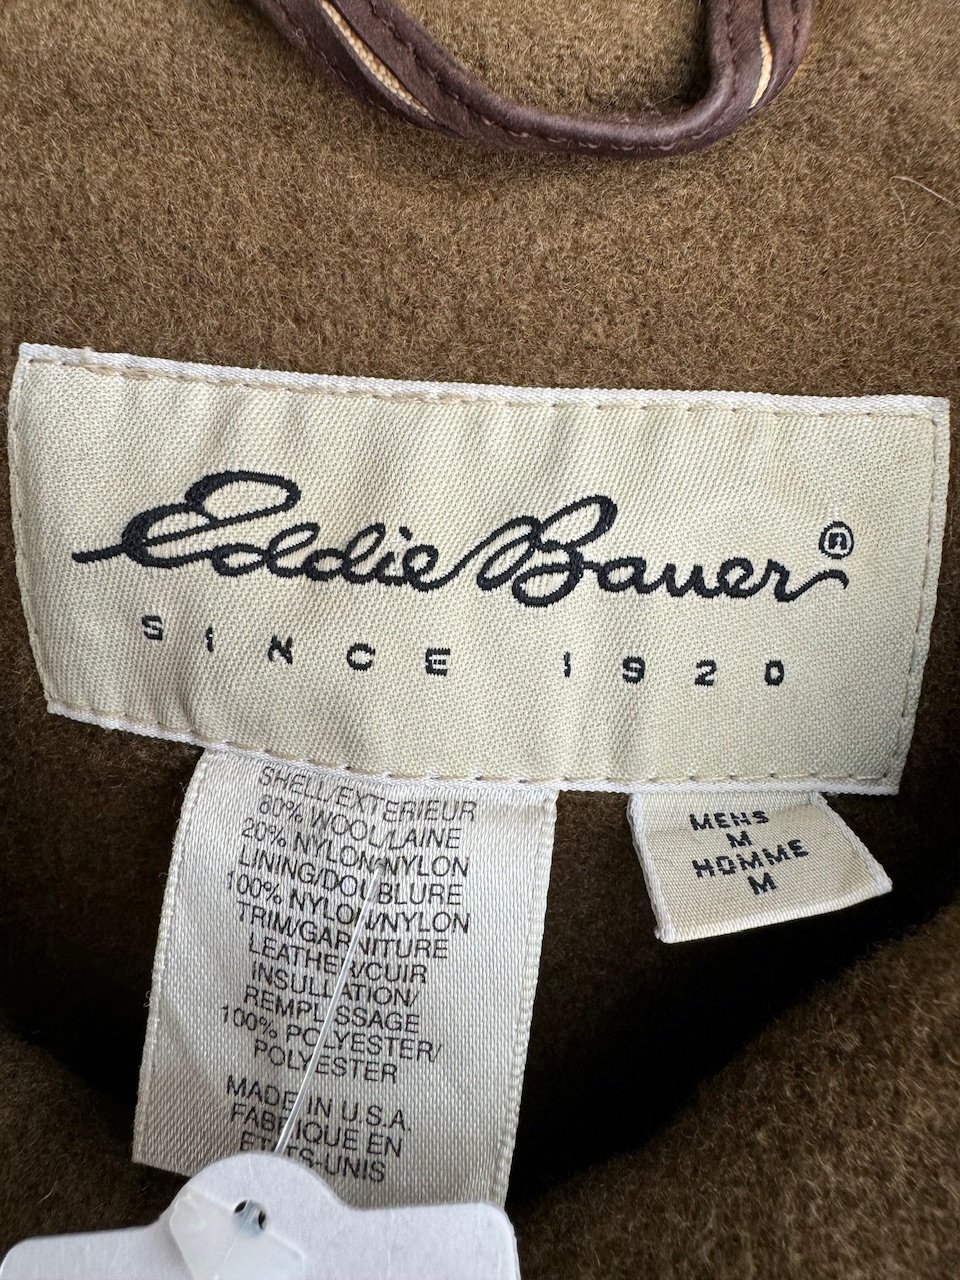 Eddie Bauer ®
SINCE 1920
SHELL/EXTERIEUR
80% WOOL/LAINE
20% NYLON/NYLON
LINING/DOUBLURE
100% NYLON/NYLON
TRIM/GARNITURE
LEATHER/CUIR
INSULLATION/
REMPLISSAGE
100% POLYESTER/
POLYESTER
MADE IN U.S.A.
FABRIQUE EN
ETATS-UNIS
MENS
M
HOMME
M